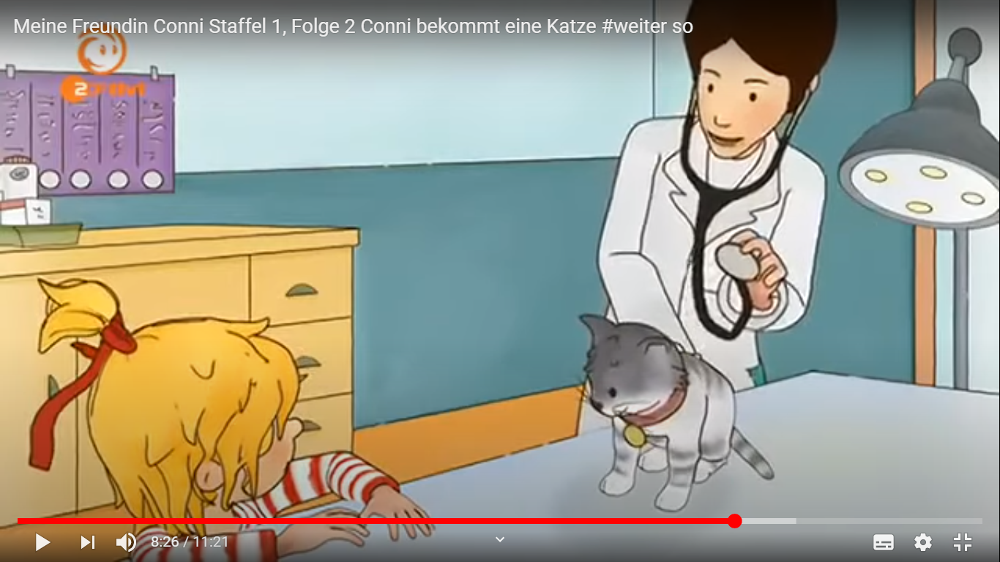 Meine Freundin Conni Staffel 1, Folge 2 Conni bekommt eine Katze #weiter so
8:26 / 11:21